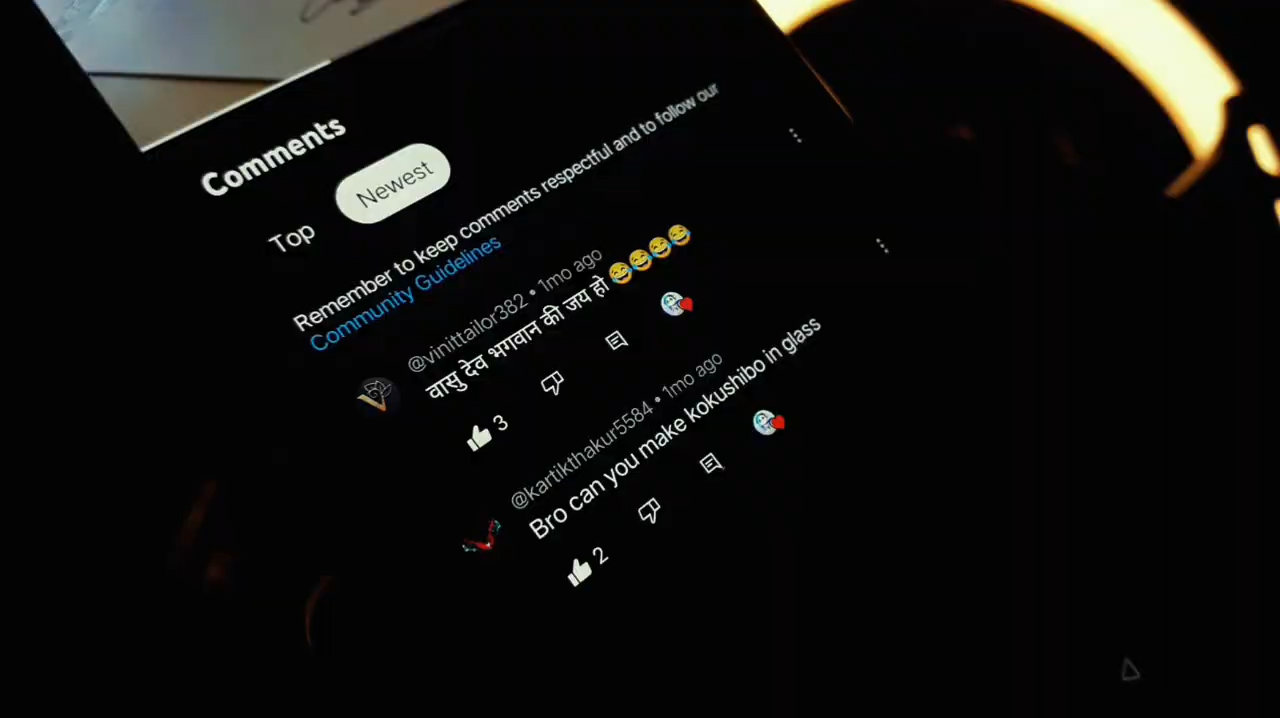 Comments
Top
Newest
Remember to keep comments respectful and to follow our
Community Guidelines
@vinittailor382 • 1mo ago
वासु देव भगवान की जय हो 😂😂😂😂
3
@kartikthakur5584 • 1mo ago
Bro can you make kokushibo in glass
2